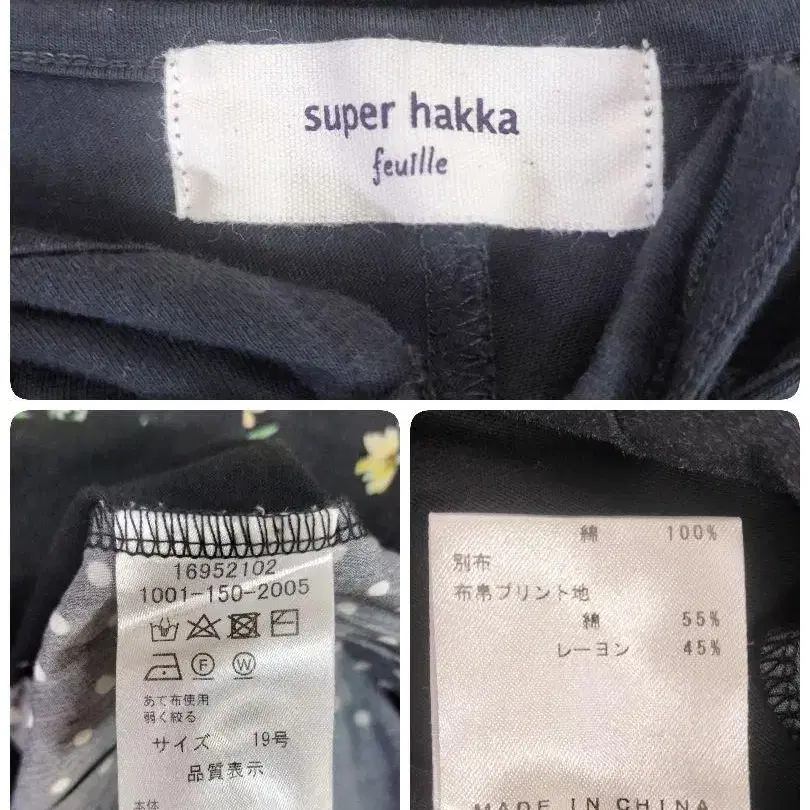 super hakka
feuille
16952102
1001-150-2005
F W
あて布使用
弱く絞る
サイズ 19号
品質表示
本体
綿 100%
別布
布帛プリント地
綿 55%
レーヨン 45%
MADE IN CHINA